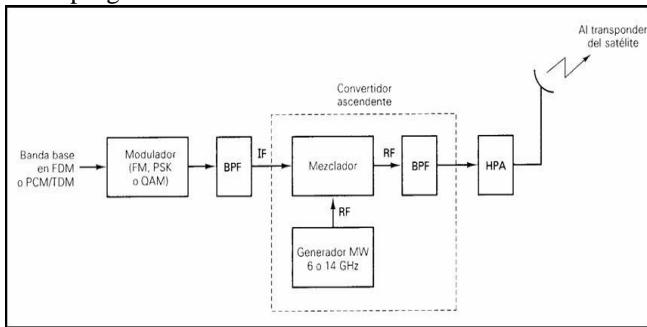 Al transponder
del satélite
Convertidor
ascendente
Banda base
en FDM
o PCM/TDM
Modulador
(FM, PSK
o QAM)
BPF
IF
Mezclador
RF
BPF
HPA
RF
Generador MW
6 o 14 GHz